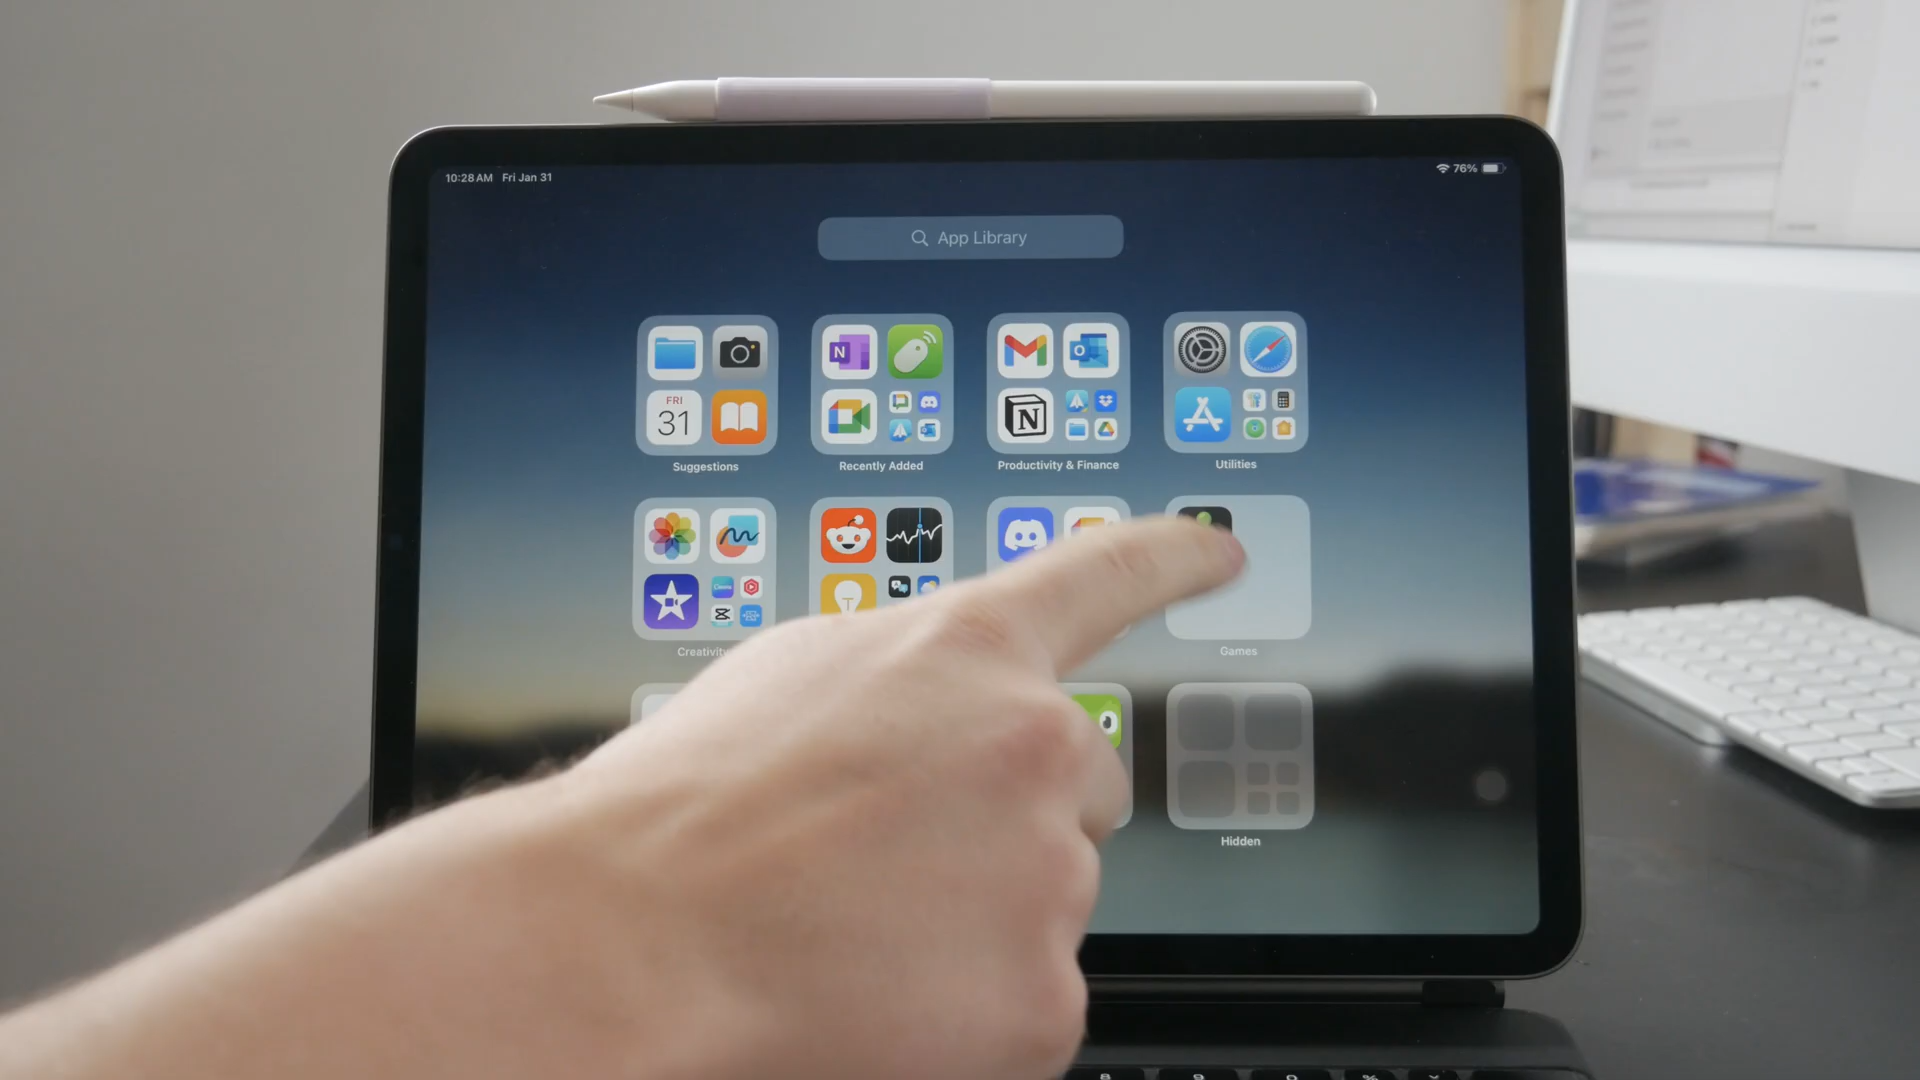 10:28 AM Fri Jan 31
76%
App Library
FRI
31
N
Suggestions
Recently Added
Productivity & Finance
Utilities
Creativity
Games
Hidden